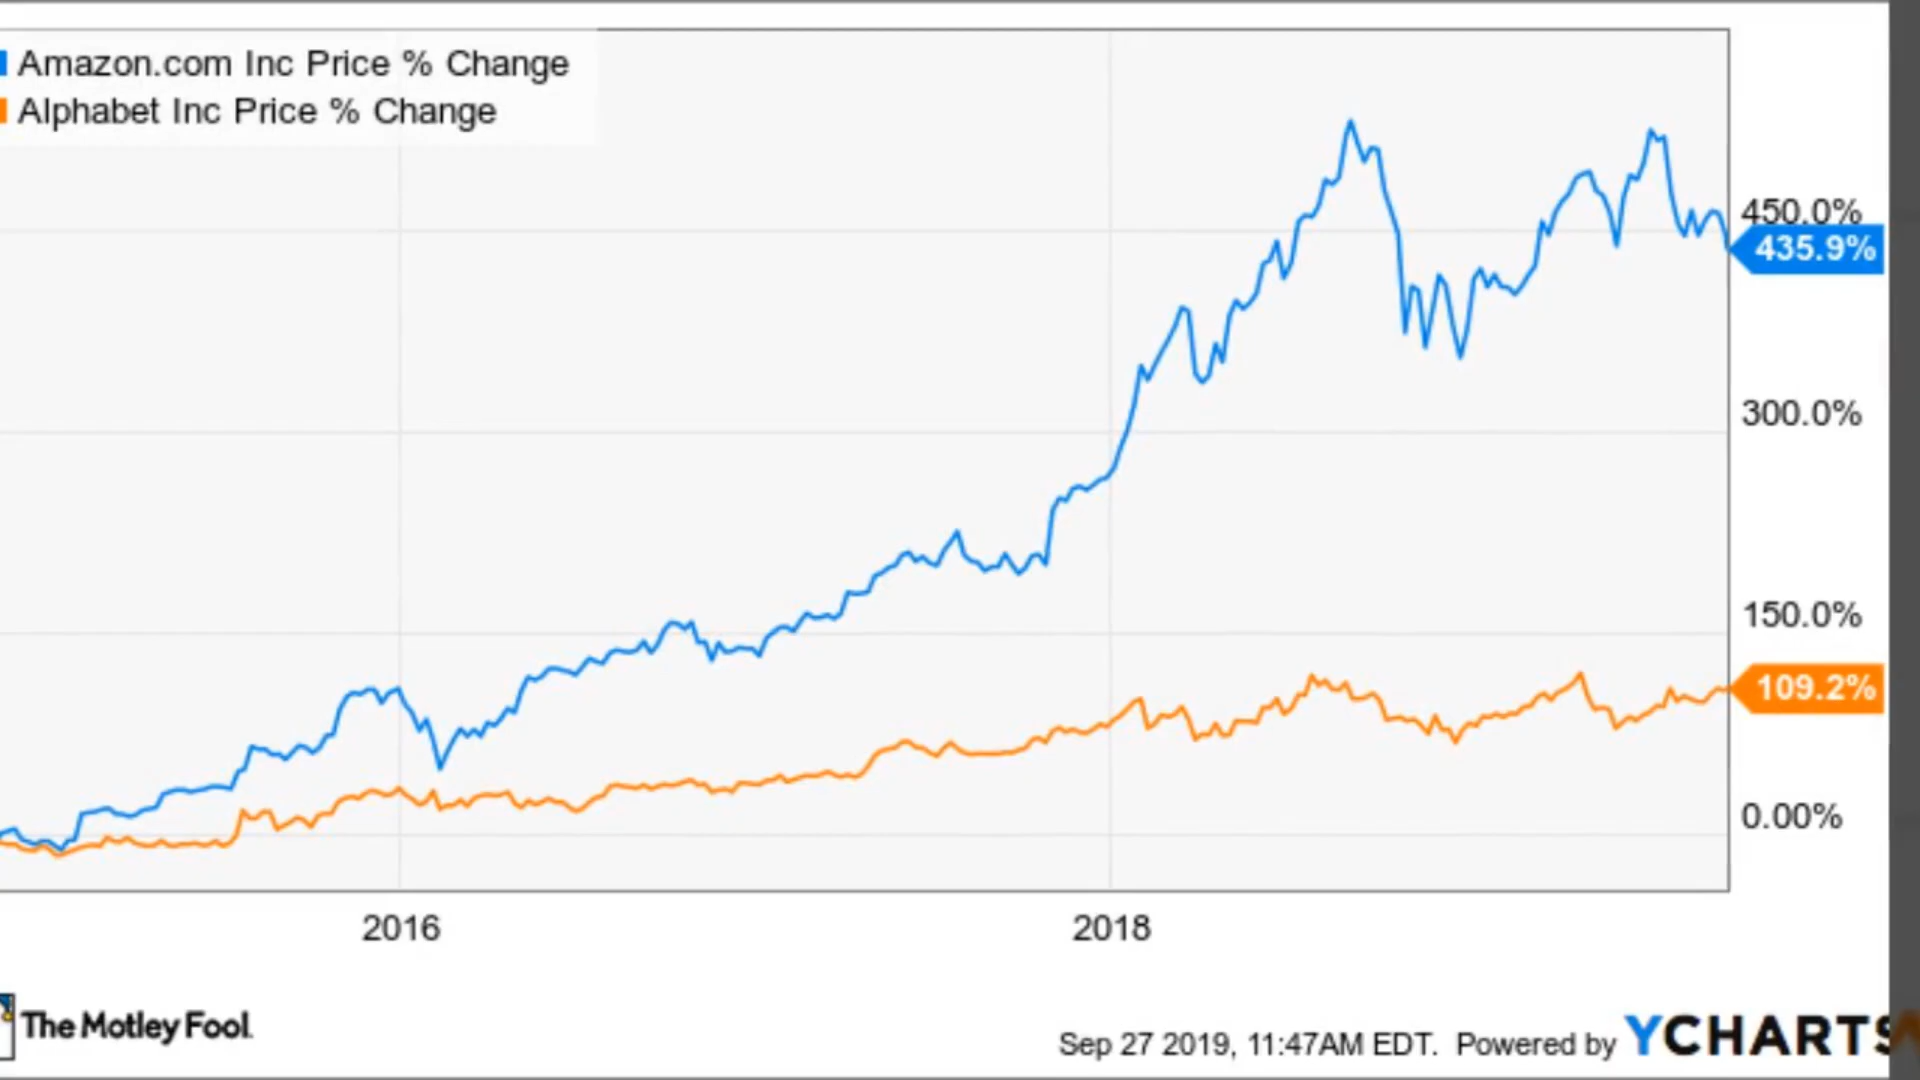 Amazon.com Inc Price % Change
Alphabet Inc Price % Change
450.0%
435.9%
300.0%
150.0%
109.2%
0.00%
2016
2018
The Motley Fool.
Sep 27 2019, 11:47AM EDT. Powered by YCHARTS